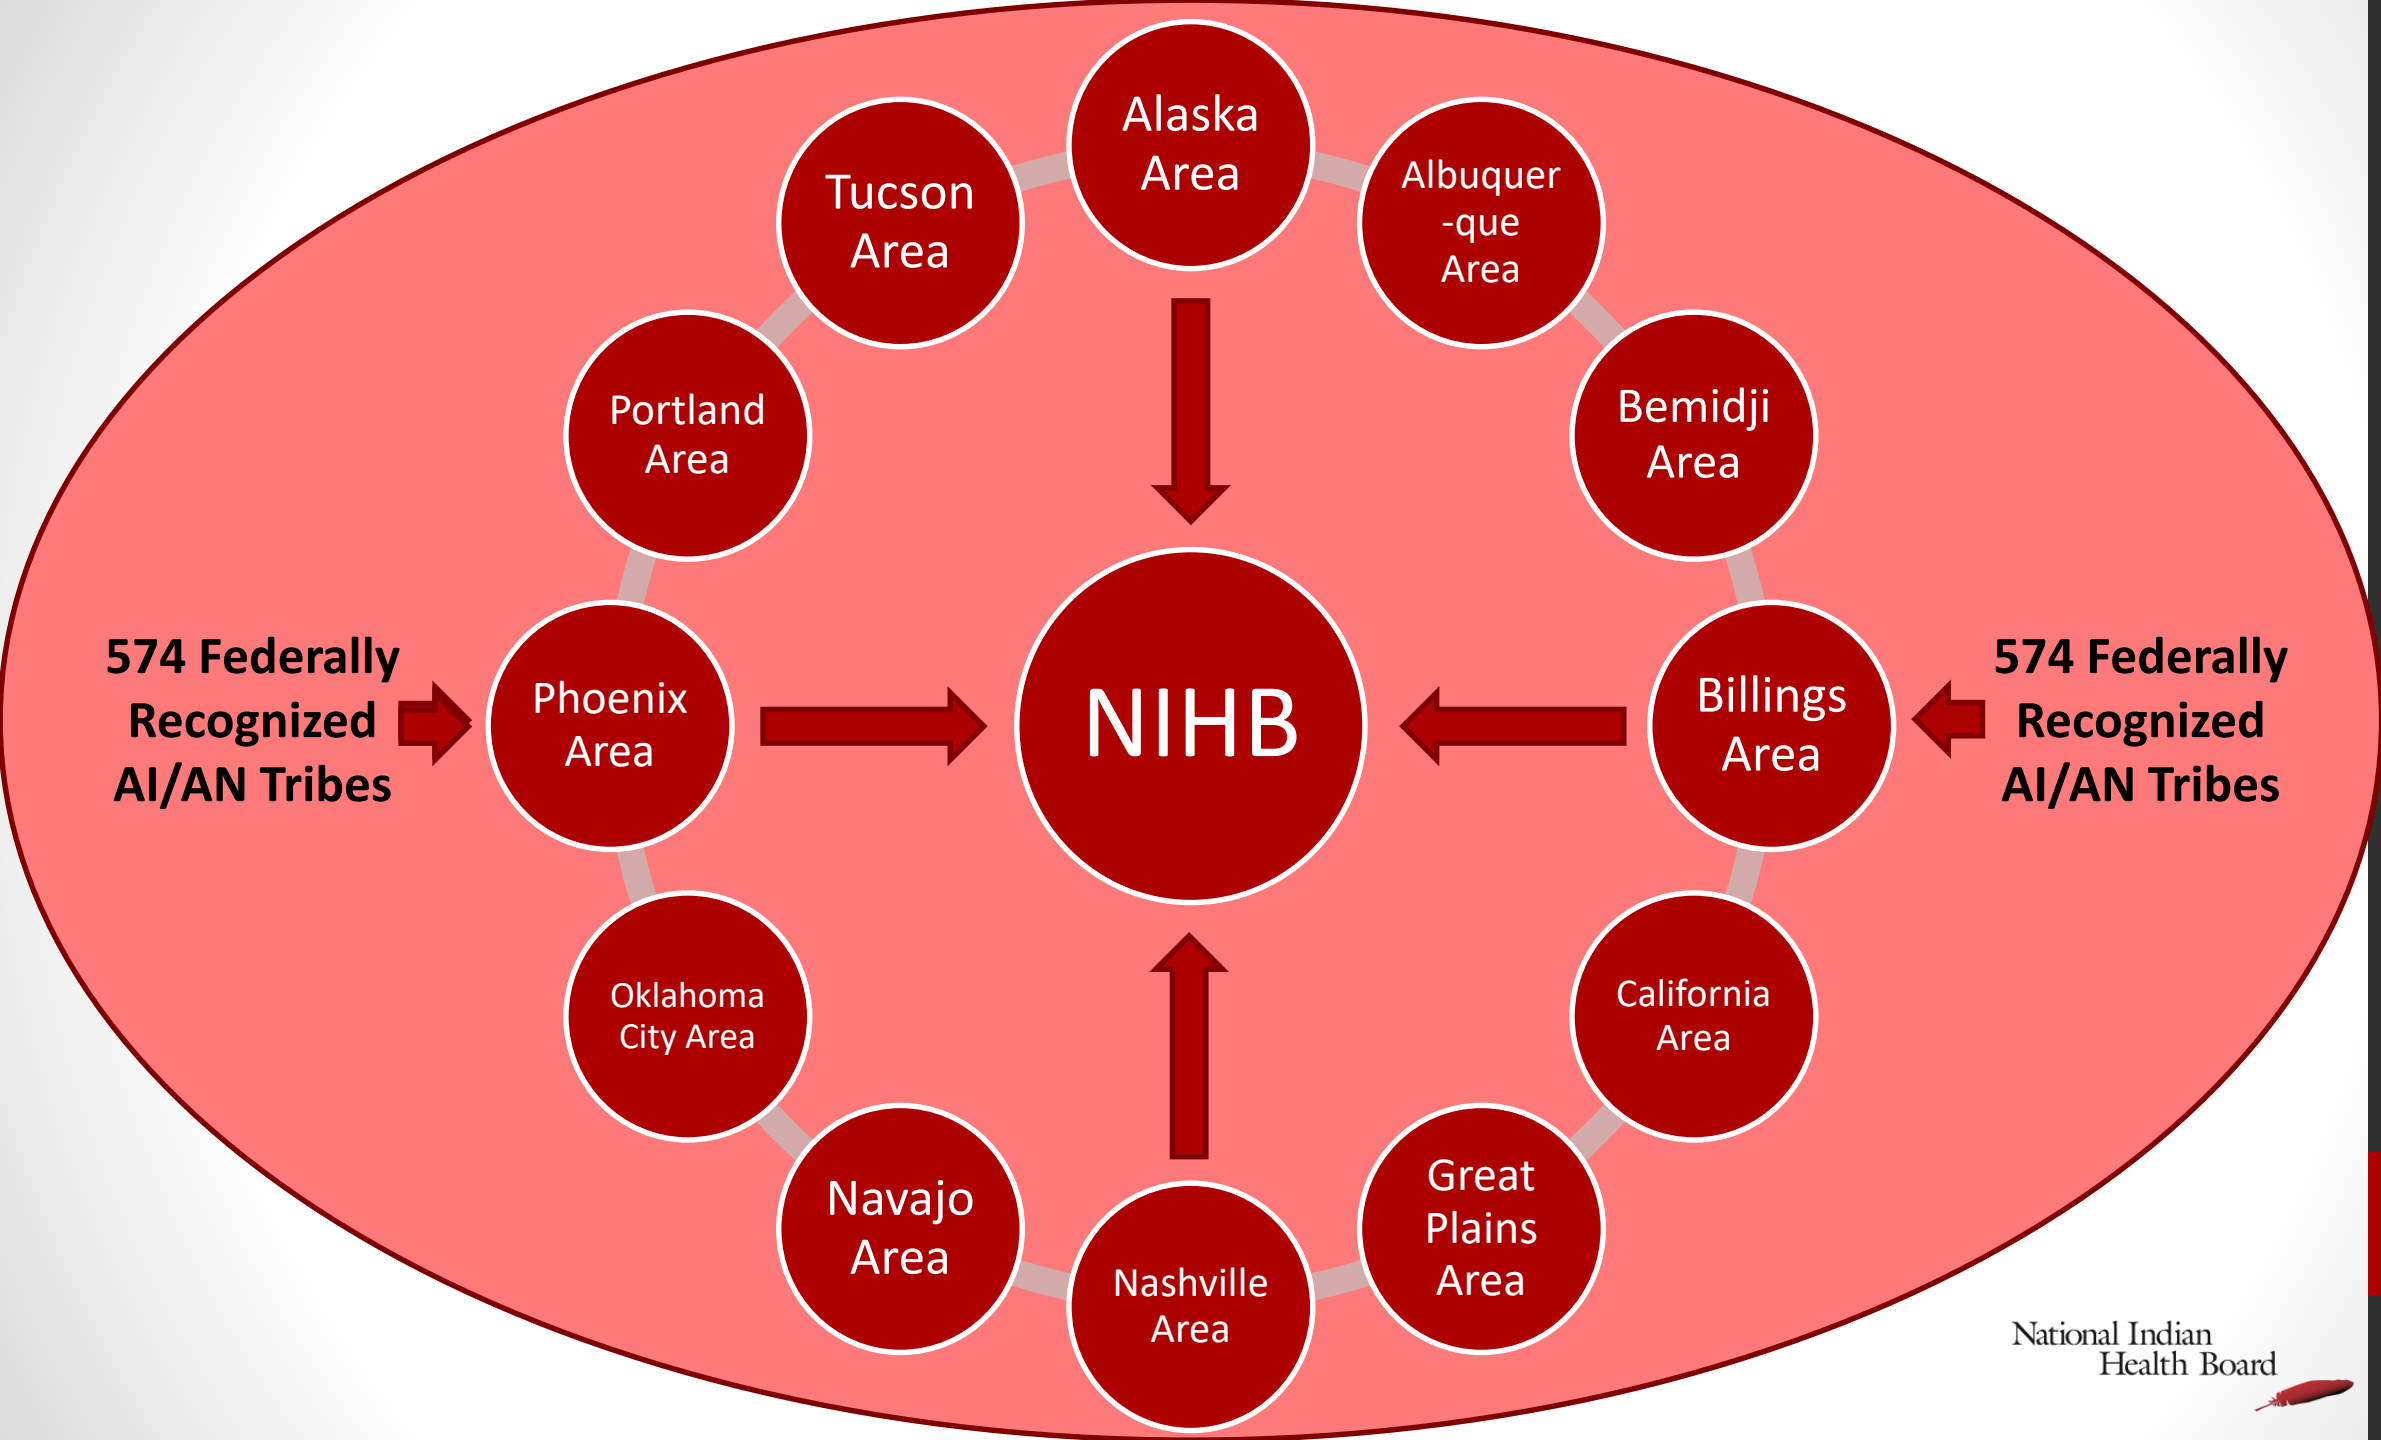 Alaska
Area
Albuquer
-que
Area
Bemidji
Area
Billings
Area
California
Area
Great
Plains
Area
Nashville
Area
Navajo
Area
Oklahoma
City Area
Phoenix
Area
Portland
Area
Tucson
Area
NIHB
574 Federally
Recognized
AI/AN Tribes
574 Federally
Recognized
AI/AN Tribes
National Indian
Health Board